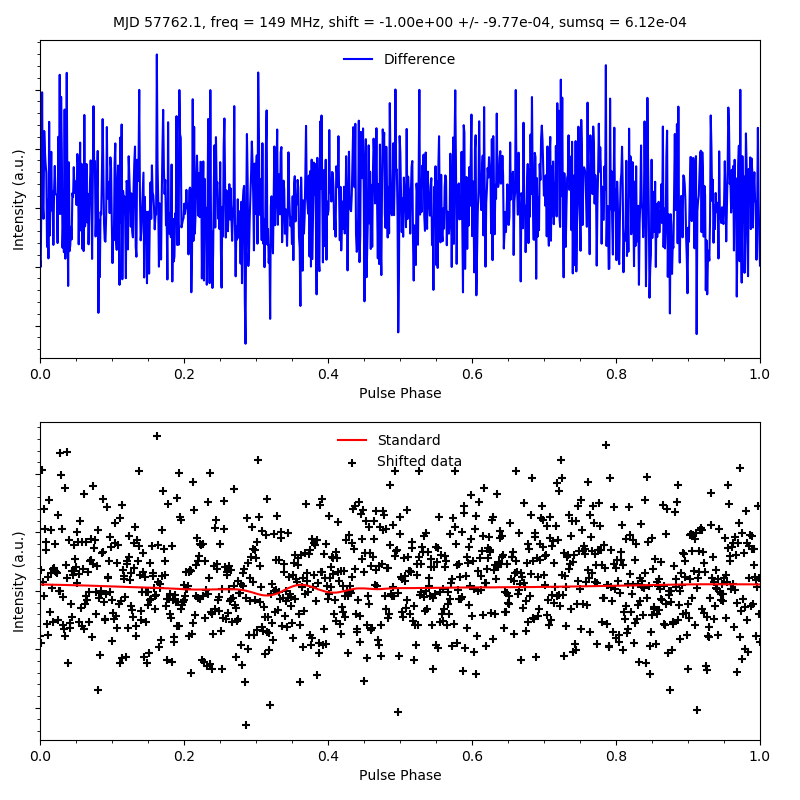 MJD 57762.1, freq = 149 MHz, shift = -1.00e+00 +/- -9.77e-04, sumsq = 6.12e-04
Difference
Intensity (a.u.)
0.0 0.2 0.4 0.6 0.8 1.0
Pulse Phase
Standard
Shifted data
Intensity (a.u.)
0.0 0.2 0.4 0.6 0.8 1.0
Pulse Phase